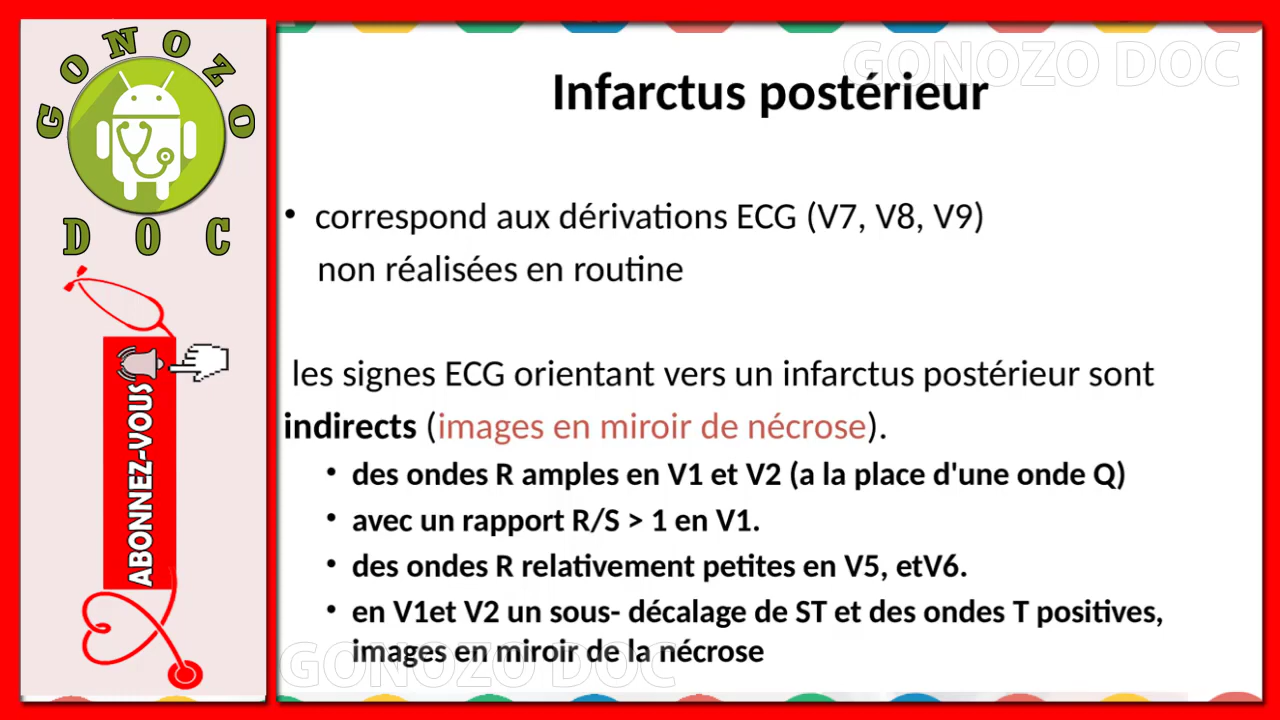 GONOZO
DOC
ABONNEZ-VOUS
GONOZO DOC
Infarctus postérieur
• correspond aux dérivations ECG (V7, V8, V9)
non réalisées en routine
les signes ECG orientant vers un infarctus postérieur sont
indirects (images en miroir de nécrose).
• des ondes R amples en V1 et V2 (a la place d'une onde Q)
• avec un rapport R/S > 1 en V1.
• des ondes R relativement petites en V5, etV6.
• en V1et V2 un sous- décalage de ST et des ondes T positives,
images en miroir de la nécrose
GONOZO DOC